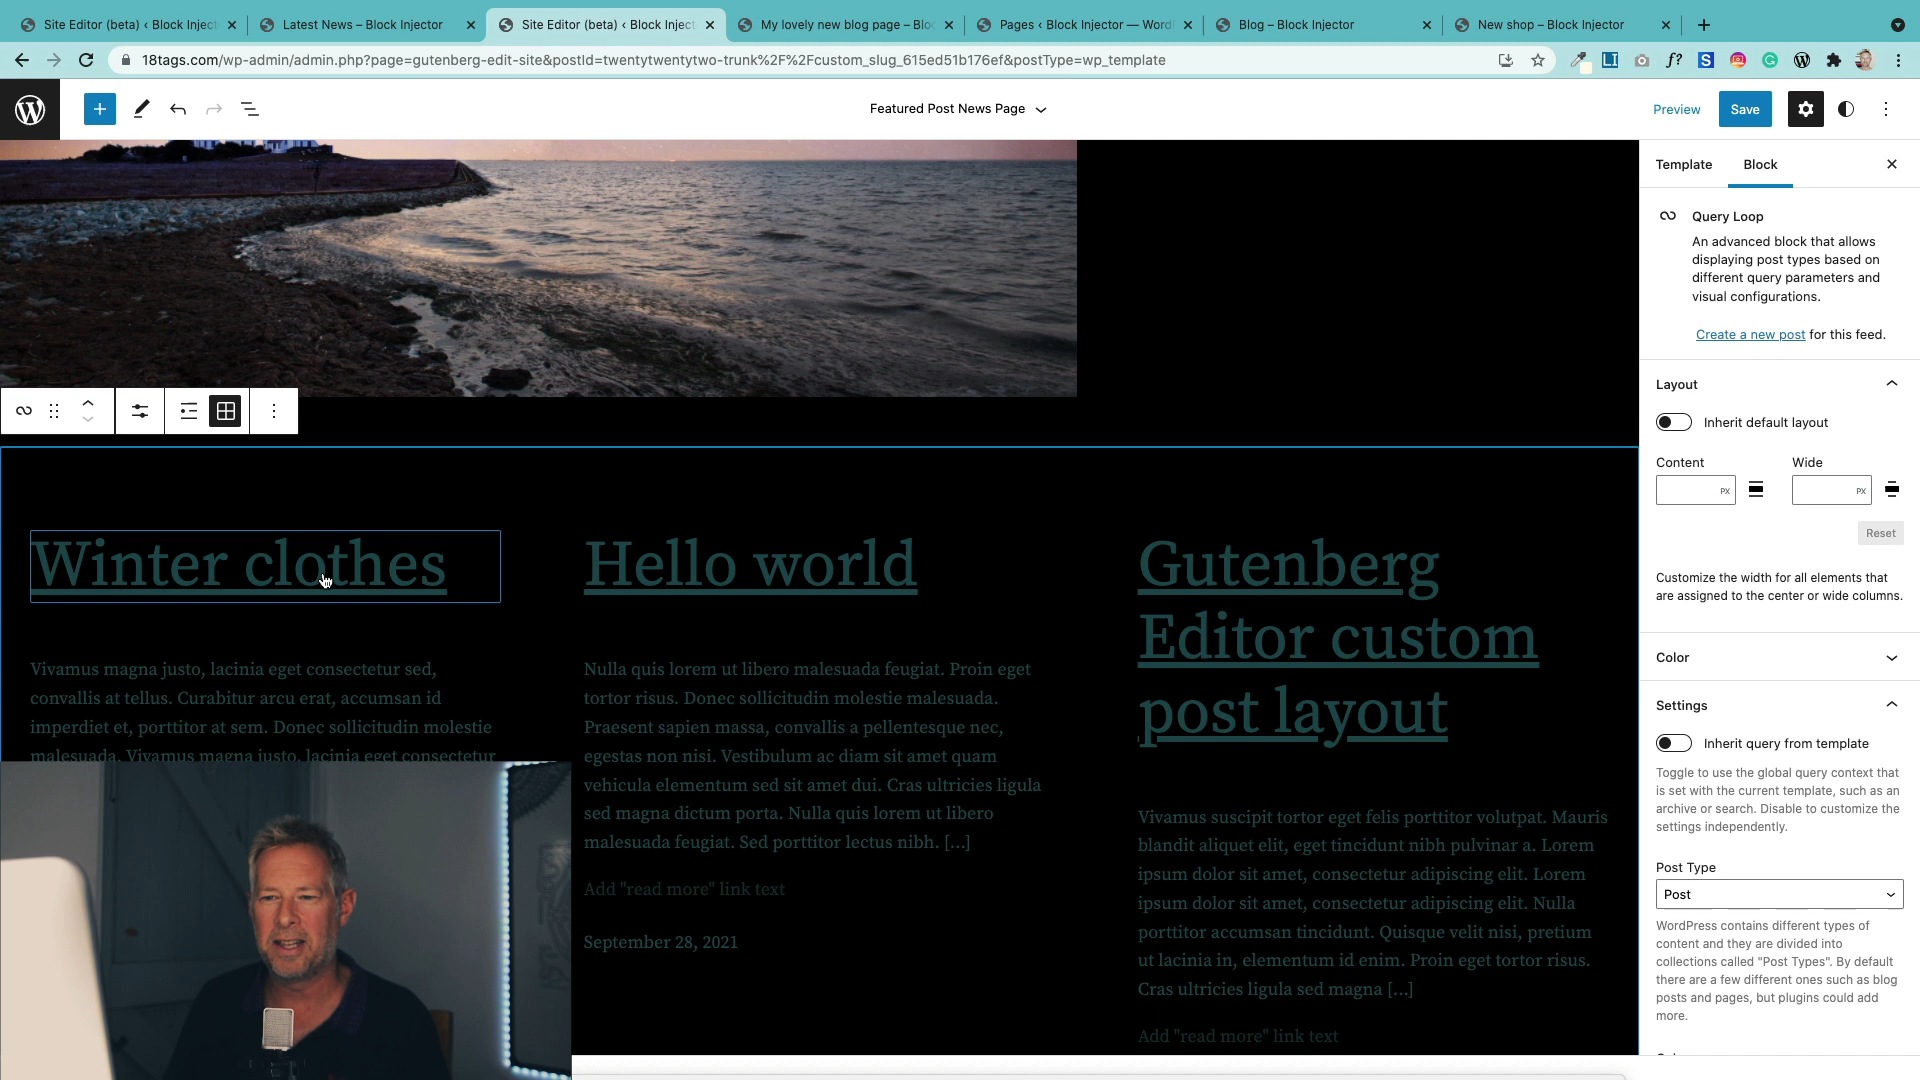 Site Editor (beta) ‹ Block Inject
Latest News – Block Injector
Site Editor (beta) ‹ Block Inject
My lovely new blog page – Bloc
Pages ‹ Block Injector — Word
Blog – Block Injector
New shop – Block Injector
18tags.com/wp-admin/admin.php?page=gutenberg-edit-site&postId=twentytwentytwo-trunk%2F%2Fcustom_slug_615ed51b176ef&postType=wp_template
Featured Post News Page
Preview
Save
Template
Block
Query Loop
An advanced block that allows
displaying post types based on
different query parameters and
visual configurations.
Create a new post for this feed.
Layout
Inherit default layout
Content
Wide
PX
PX
Reset
Customize the width for all elements that
are assigned to the center or wide columns.
Color
Settings
Inherit query from template
Toggle to use the global query context that
is set with the current template, such as an
archive or search. Disable to customize the
settings independently.
Post Type
Post
WordPress contains different types of
content and they are divided into
collections called "Post Types". By default
there are a few different ones such as blog
posts and pages, but plugins could add
more.
Winter clothes
Vivamus magna justo, lacinia eget consectetur sed,
convallis at tellus. Curabitur arcu erat, accumsan id
imperdiet et, porttitor at sem. Donec sollicitudin molestie
malesuada. Vivamus magna justo, lacinia eget consectetur
Hello world
Nulla quis lorem ut libero malesuada feugiat. Proin eget
tortor risus. Donec sollicitudin molestie malesuada.
Praesent sapien massa, convallis a pellentesque nec,
egestas non nisi. Vestibulum ac diam sit amet quam
vehicula elementum sed sit amet dui. Cras ultricies ligula
sed magna dictum porta. Nulla quis lorem ut libero
malesuada feugiat. Sed porttitor lectus nibh. […]
Add "read more" link text
September 28, 2021
Gutenberg
Editor custom
post layout
Vivamus suscipit tortor eget felis porttitor volutpat. Mauris
blandit aliquet elit, eget tincidunt nibh pulvinar a. Lorem
ipsum dolor sit amet, consectetur adipiscing elit. Lorem
ipsum dolor sit amet, consectetur adipiscing elit. Nulla
porttitor accumsan tincidunt. Quisque velit nisi, pretium
ut lacinia in, elementum id enim. Proin eget tortor risus.
Cras ultricies ligula sed magna […]
Add "read more" link text